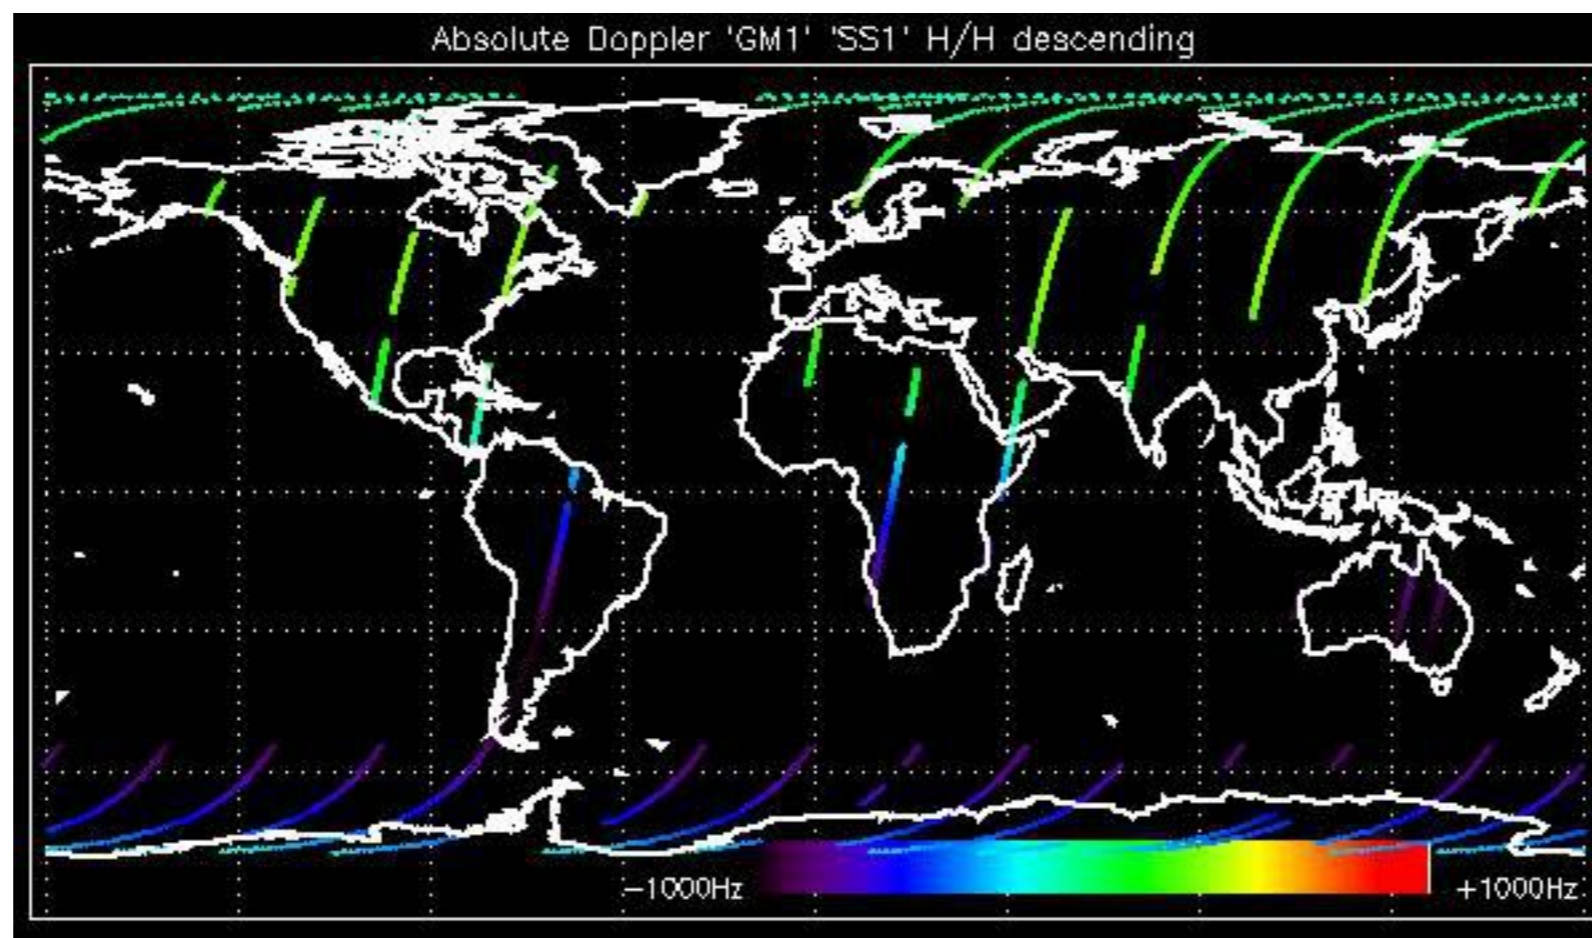 Absolute Doppler 'GM1' 'SS1' H/H descending
-1000Hz
+1000Hz